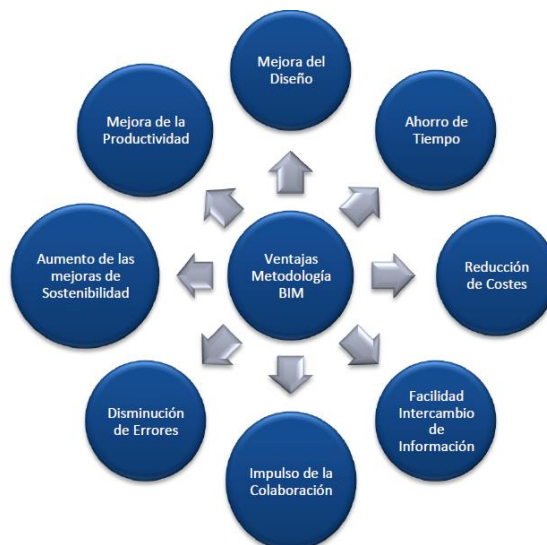 Mejora del
Diseño
Mejora de la
Productividad
Ahorro de
Tiempo
Aumento de las
mejoras de
Sostenibilidad
Ventajas
Metodología
BIM
Reducción
de Costes
Disminución
de Errores
Facilidad
Intercambio
de
Información
Impulso de la
Colaboración